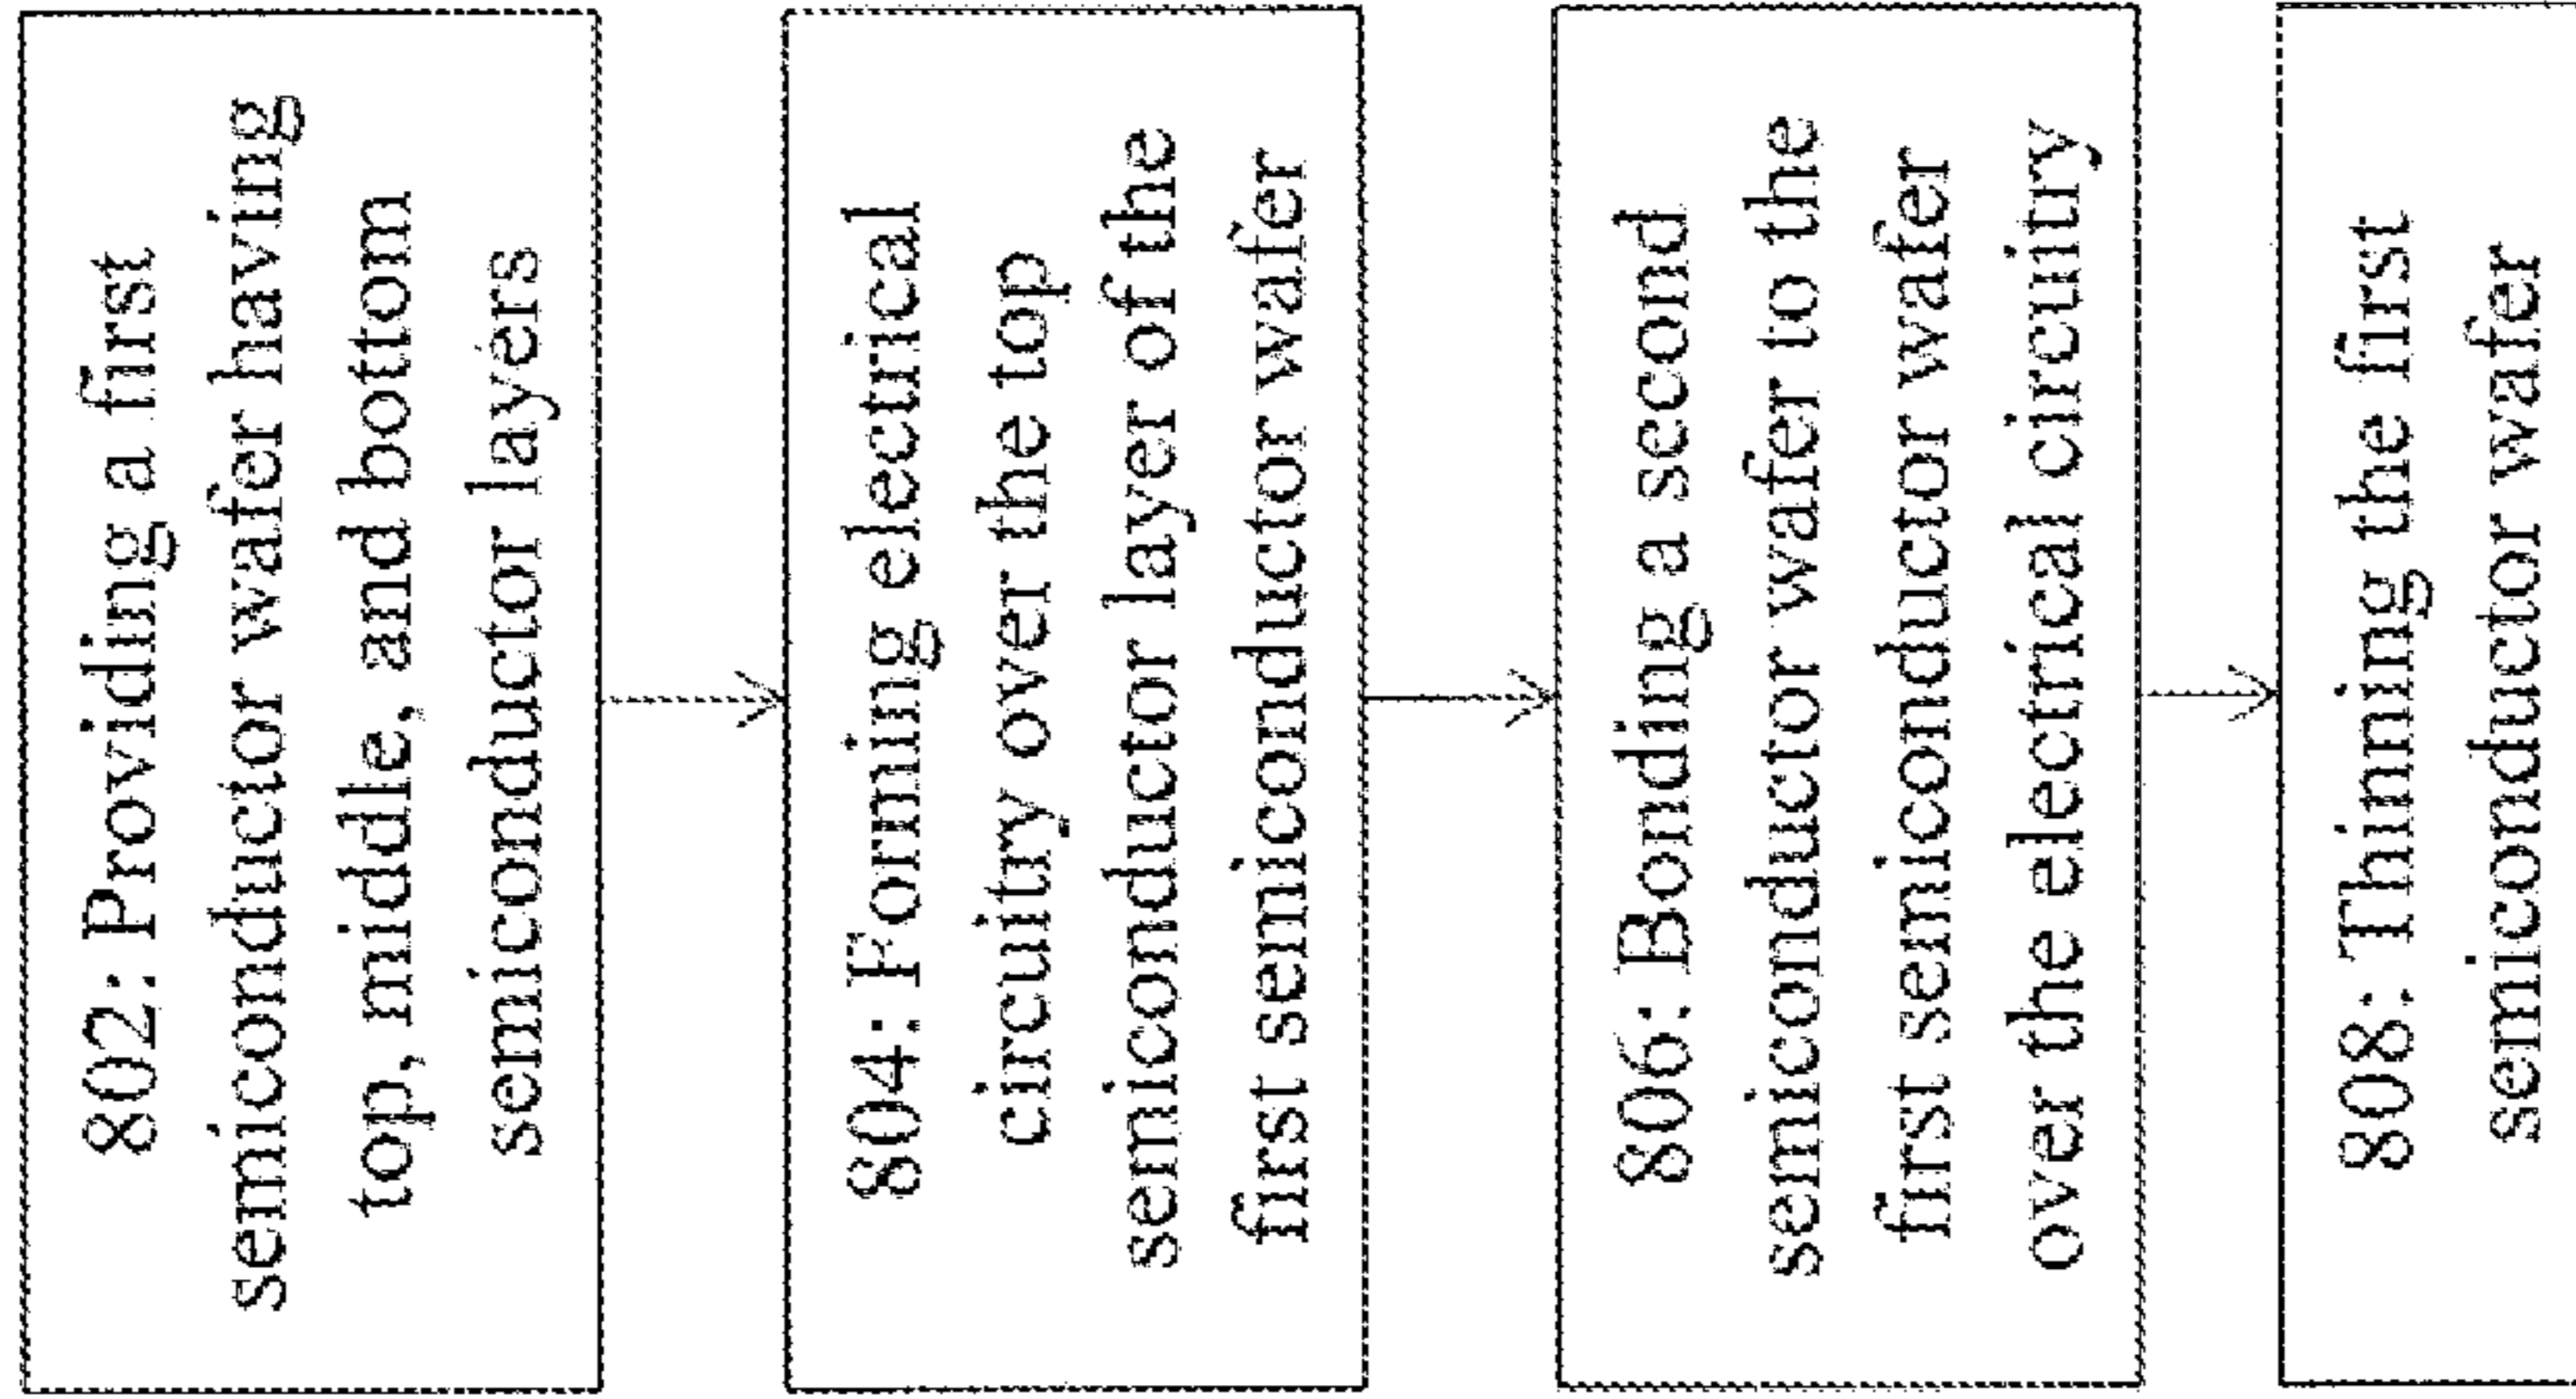 802: Providing a first
semiconductor wafer having
top, middle, and bottom
semiconductor layers
804: Forming electrical
circuitry over the top
semiconductor layer of the
first semiconductor wafer
806: Bonding a second
semiconductor wafer to the
first semiconductor wafer
over the electrical circuitry
808: Thinning the first
semiconductor wafer